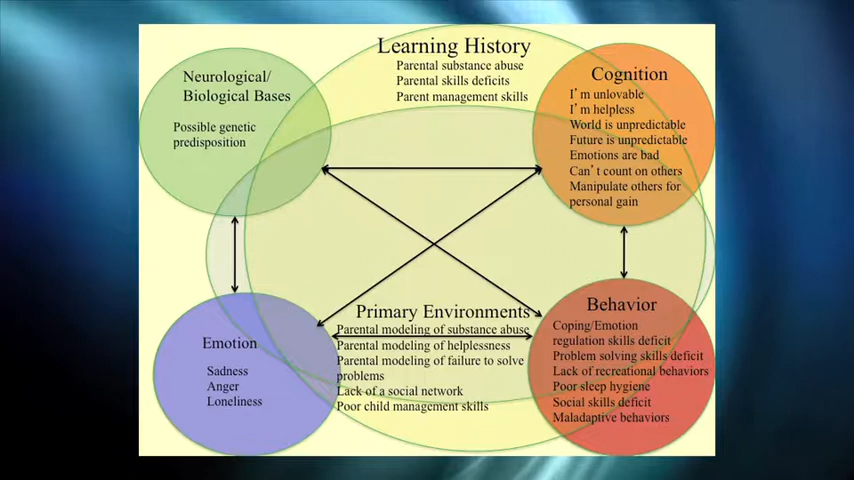 Learning History
Parental substance abuse
Parental skills deficits
Parent management skills
Neurological/
Biological Bases
Possible genetic
predisposition
Cognition
I’m unlovable
I’m helpless
World is unpredictable
Future is unpredictable
Emotions are bad
Can’t count on others
Manipulate others for
personal gain
Emotion
Sadness
Anger
Loneliness
Primary Environments
Parental modeling of substance abuse
Parental modeling of helplessness
Parental modeling of failure to solve
problems
Lack of a social network
Poor child management skills
Behavior
Coping/Emotion
regulation skills deficit
Problem solving skills deficit
Lack of recreational behaviors
Poor sleep hygiene
Social skills deficit
Maladaptive behaviors